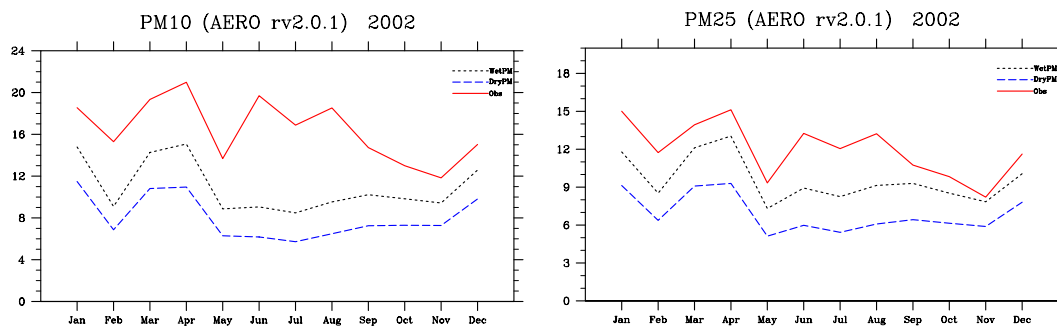 PM10 (AERO rv2.0.1) 2002
24
20
16
12
8
4
0
WetPM
DryPM
Obs
Jan Feb Mar Apr May Jun Jul Aug Sep Oct Nov Dec
PM25 (AERO rv2.0.1) 2002
18
15
12
9
6
3
0
WetPM
DryPM
Obs
Jan Feb Mar Apr May Jun Jul Aug Sep Oct Nov Dec